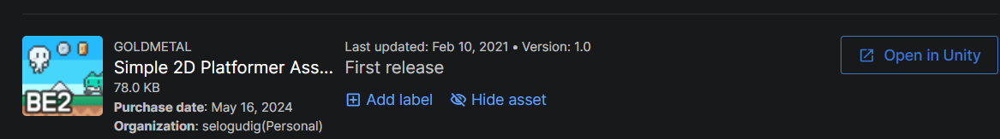 GOLDMETAL
Simple 2D Platformer Ass...
78.0 KB
Purchase date: May 16, 2024
Organization: selogudig(Personal)
BE2
Last updated: Feb 10, 2021 • Version: 1.0
First release
Add label
Hide asset
Open in Unity